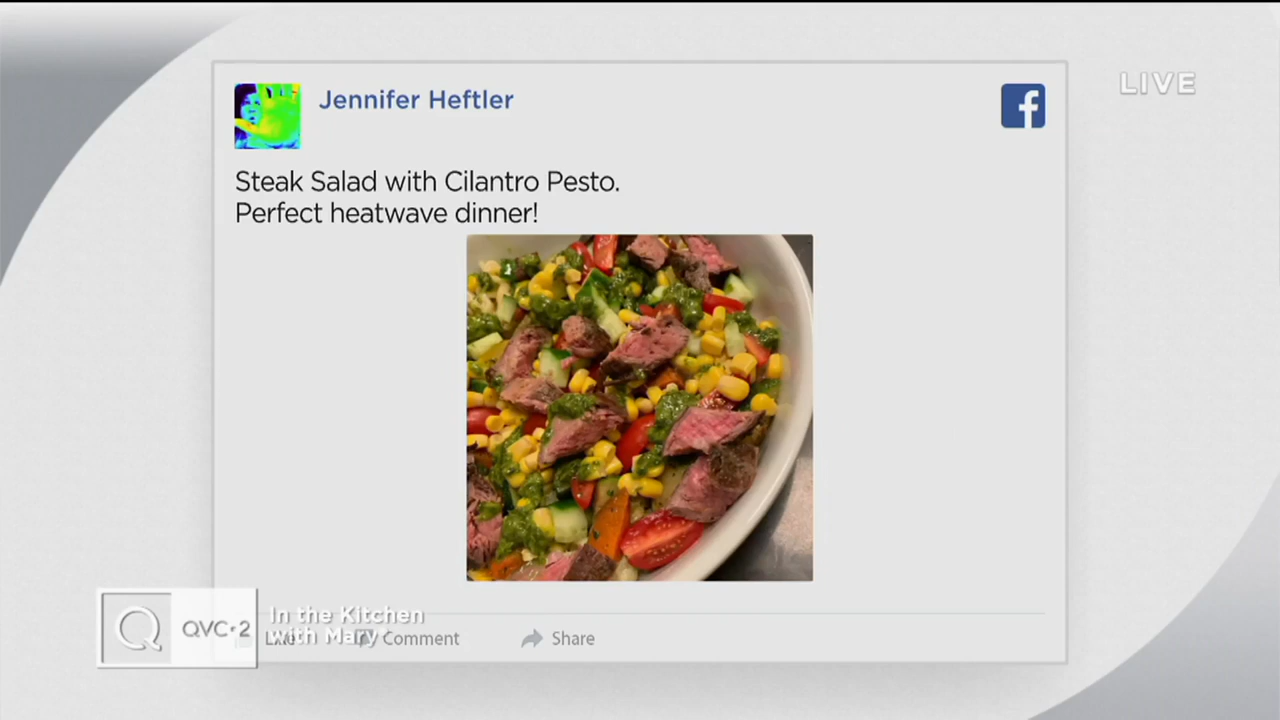 Jennifer Heftler
f
LIVE
Steak Salad with Cilantro Pesto.
Perfect heatwave dinner!
Q QVC•2
In the Kitchen
with Mary
Like
Comment
Share